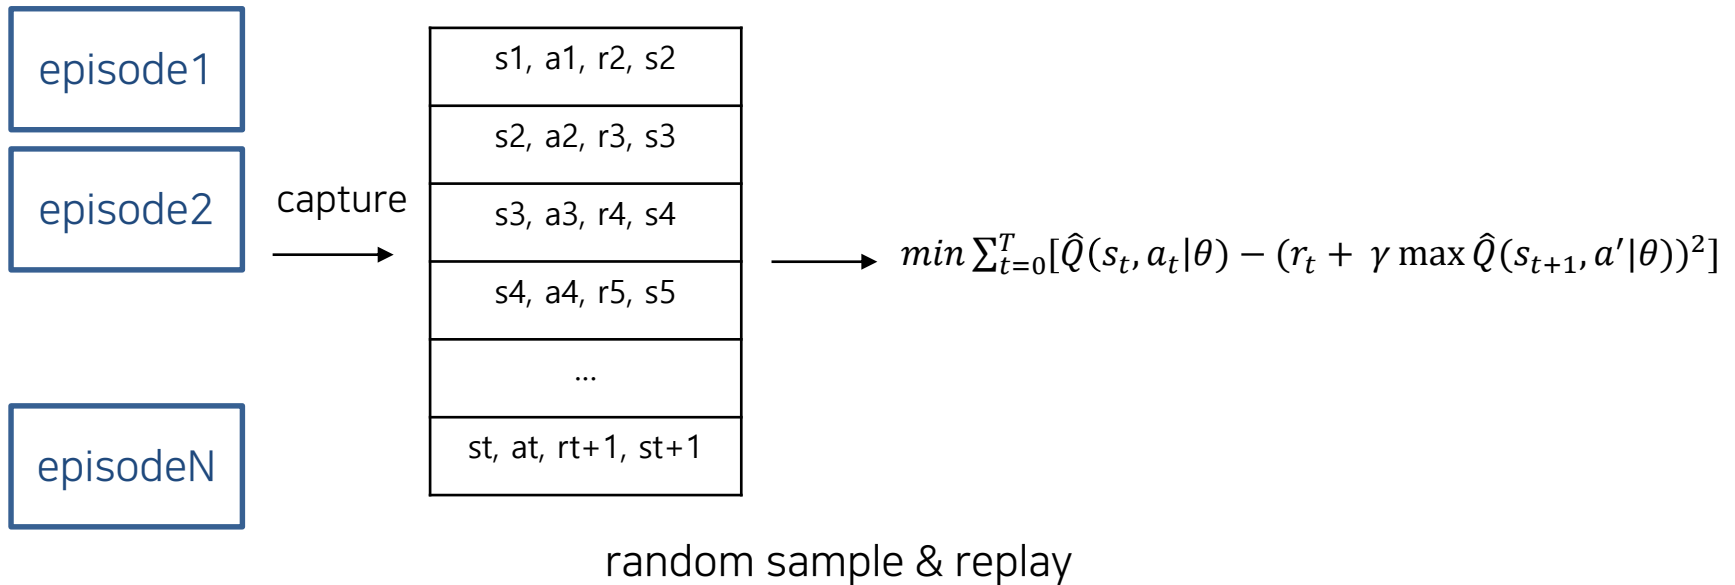 episode1
episode2
episodeN
capture
s1, a1, r2, s2
s2, a2, r3, s3
s3, a3, r4, s4
s4, a4, r5, s5
...
st, at, rt+1, st+1
min ∑_{t=0}^{T}[Q̂(s_t, a_t|θ) − (r_t + γ max Q̂(s_{t+1}, a′|θ))²]
random sample & replay